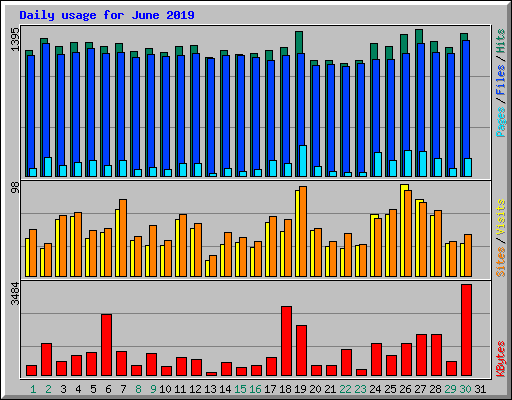 Daily usage for June 2019
1395
Pages / Files / Hits
98
Sites / Visits
3484
KBytes
1 2 3 4 5 6 7 8 9 10 11 12 13 14 15 16 17 18 19 20 21 22 23 24 25 26 27 28 29 30 31